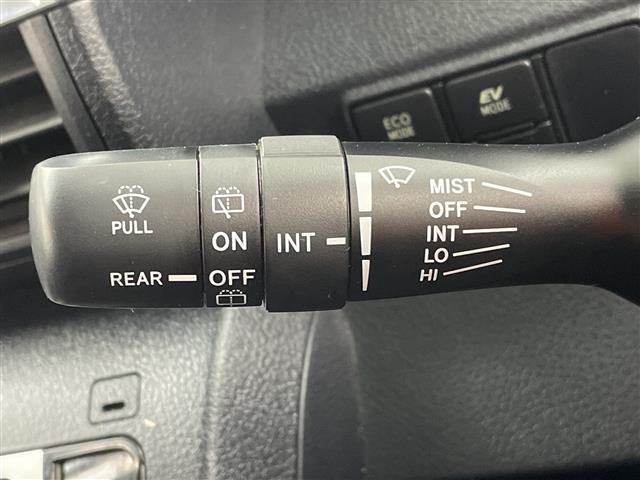 ECO
MODE
EV
MODE
PULL
REAR
ON
OFF
INT
MIST
OFF
INT
LO
HI